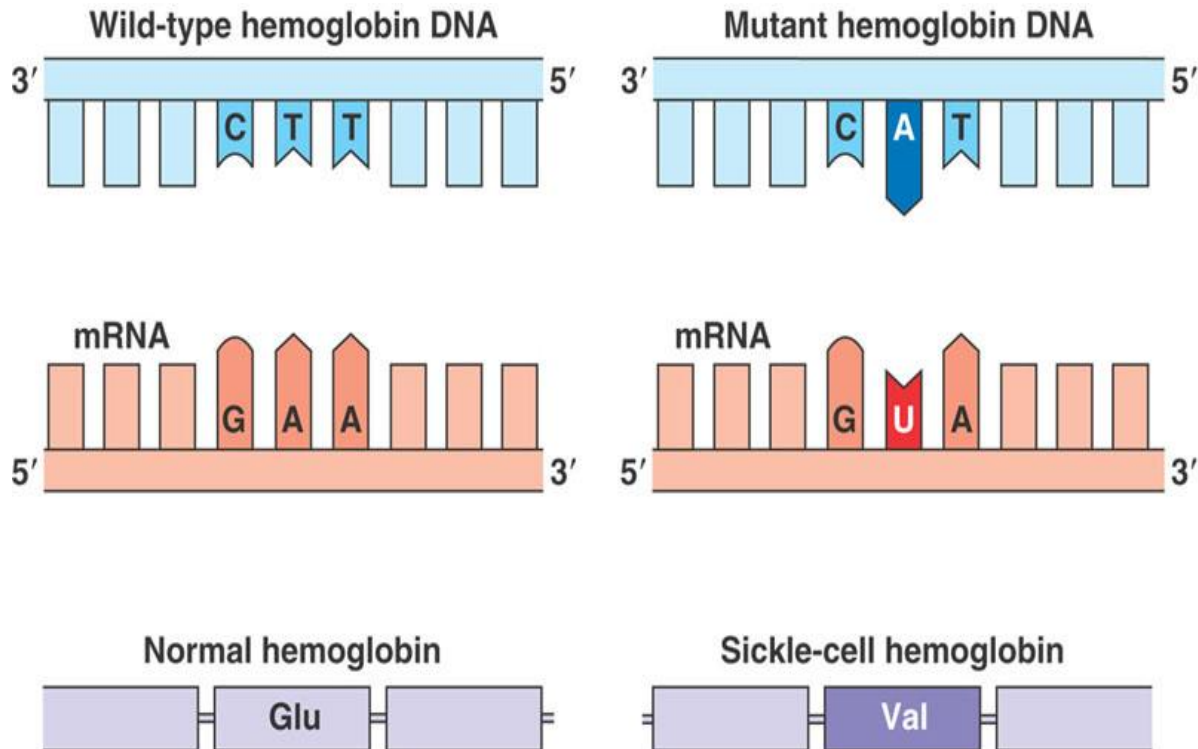 Wild-type hemoglobin DNA
3′ 5′
C T T
mRNA
G A A
5′ 3′
Normal hemoglobin
Glu
Mutant hemoglobin DNA
3′ 5′
C A T
mRNA
G U A
5′ 3′
Sickle-cell hemoglobin
Val